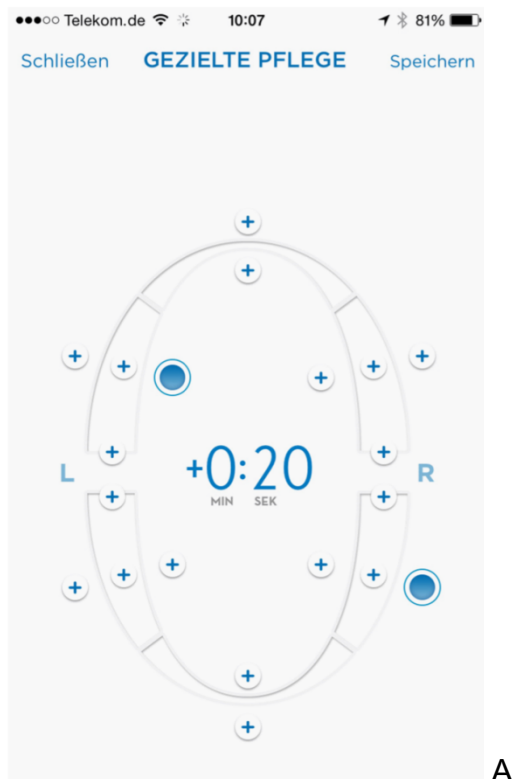 Telekom.de 10:07 81%
Schließen GEZIELTE PFLEGE Speichern
+
+
+ + + +
+ +
+ +
L +0:20 R
MIN SEK
+ +
+ + + +
+
+
+
A